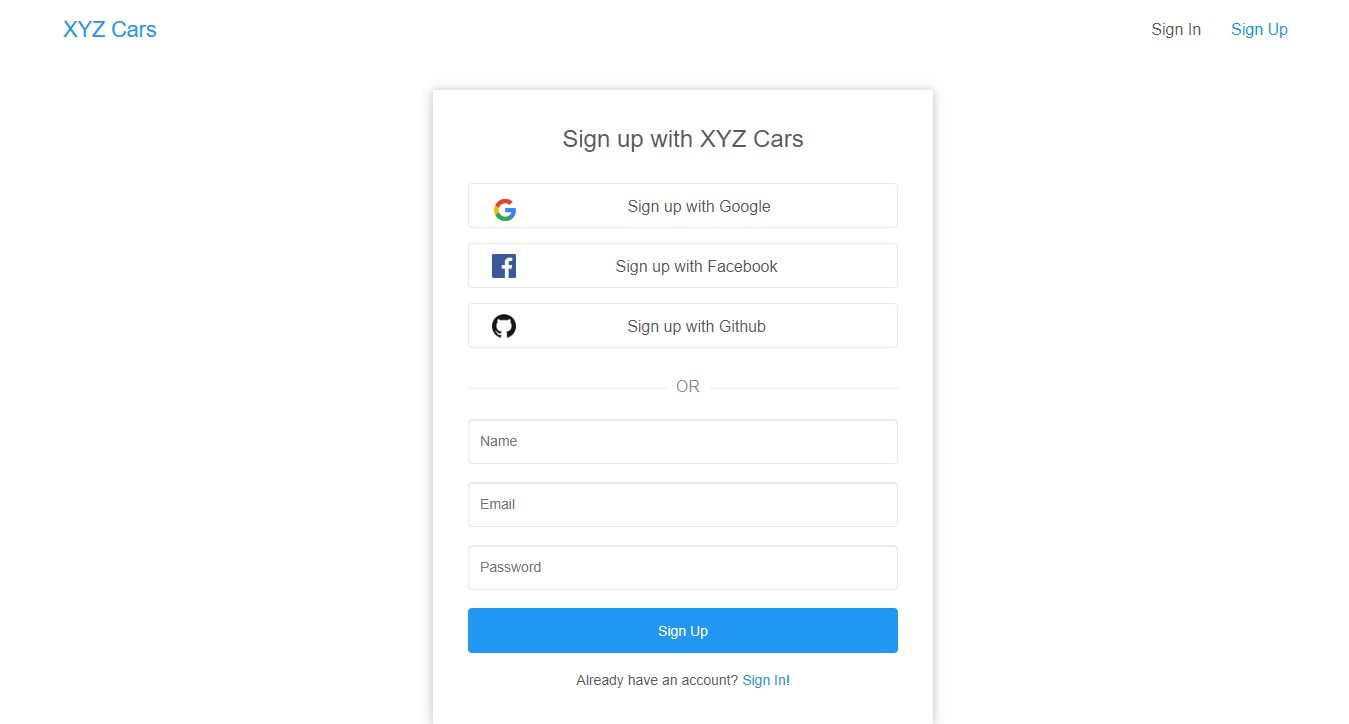 XYZ Cars
Sign In
Sign Up
Sign up with XYZ Cars
Sign up with Google
Sign up with Facebook
Sign up with Github
OR
Name
Email
Password
Sign Up
Already have an account? Sign In!